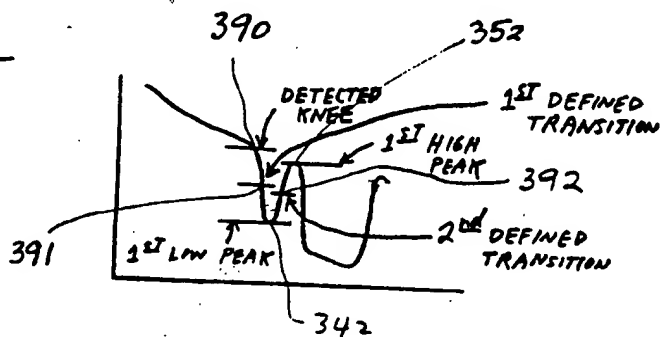 390
352
DETECTED
KNEE
1ST DEFINED
TRANSITION
1ST HIGH
PEAK
392
391
1ST LOW PEAK
2nd DEFINED
TRANSITION
342